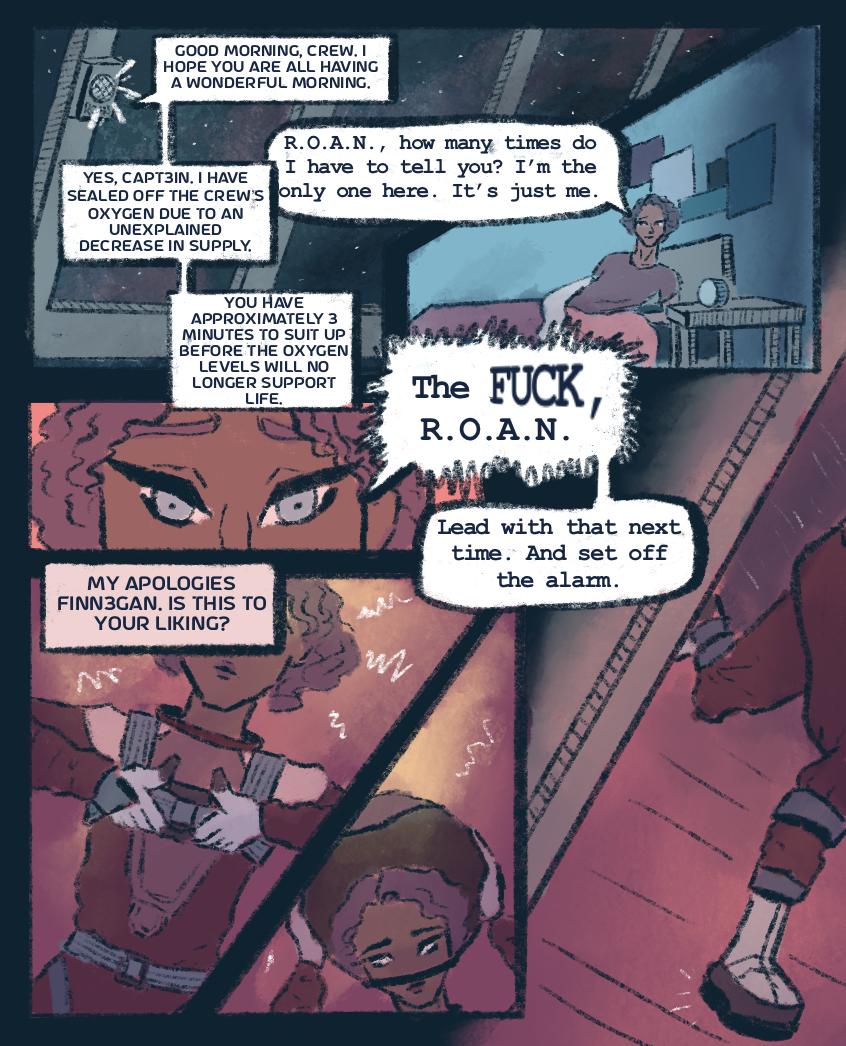 GOOD MORNING, CREW. I
HOPE YOU ARE ALL HAVING
A WONDERFUL MORNING.
R.O.A.N., how many times do
I have to tell you? I'm the
only one here. It's just me.
YES, CAPT3IN. I HAVE
SEALED OFF THE CREW'S
OXYGEN DUE TO AN
UNEXPLAINED
DECREASE IN SUPPLY.
YOU HAVE
APPROXIMATELY 3
MINUTES TO SUIT UP
BEFORE THE OXYGEN
LEVELS WILL NO
LONGER SUPPORT
LIFE.
The FUCK,
R.O.A.N.
Lead with that next
time. And set off
the alarm.
MY APOLOGIES
FINN3GAN. IS THIS TO
YOUR LIKING?